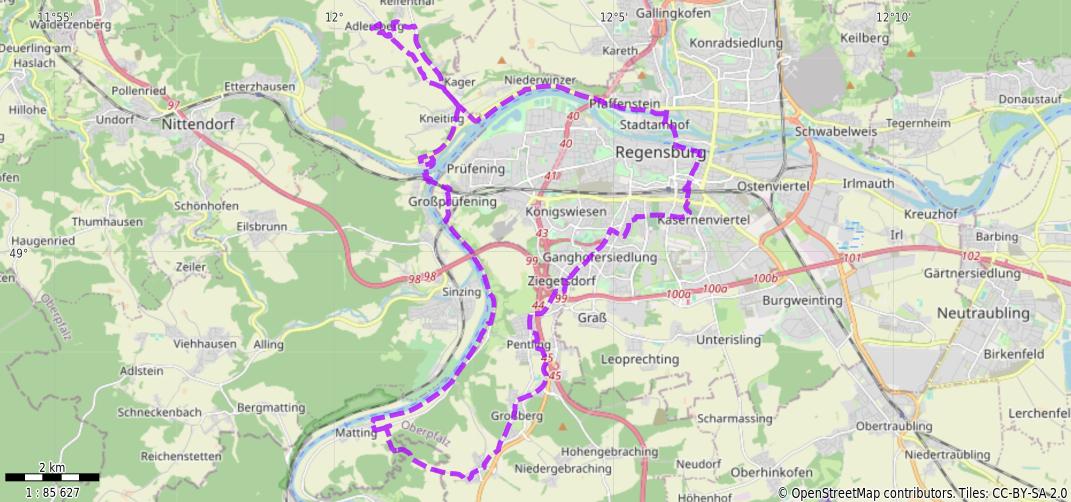 11°55'
12°
12°5'
12°10'
Reifenthal
Waldetzenberg
Adlersberg
Gallingkofen
Keilberg
Deuerling am
Haslach
Kareth
Konradsiedlung
Pollenried
Etterzhausen
Kager
Niederwinzer
Donaustauf
Hillohe
Undorf
97
Nittendorf
Kneiting
Pfaffenstein
40
Stadtamhof
Schwabelweis
Tegernheim
40
Regensburg
Prüfening
41
Ostenviertel
Irlmauth
Schönhofen
Großprüfening
Königswiesen
Kasernenviertel
Kreuzhof
Thumhausen
Eilsbrunn
43
Irl
Barbing
Haugenried
49°
Ganghofersiedlung
101
102
Zeiler
98
98
99
Ziegetsdorf
100b
Gärtnersiedlung
Sinzing
99
100a
100a
44
Burgweinting
Oberpfalz
Graß
Neutraubling
Viehhausen
Alling
Pentling
Unterisling
Birkenfeld
45
Leoprechting
Adlstein
45
Schneckenbach
Bergmatting
Großberg
Scharmassing
Lerchenfeld
Matting
Oberpfalz
Obertraubling
Reichenstetten
Hohengebraching
Niedertraubling
Niedergebraching
Neudorf
Oberhinkofen
2 km
1 : 85 627
Höhenhof
© OpenStreetMap contributors. Tiles: CC-BY-SA 2.0